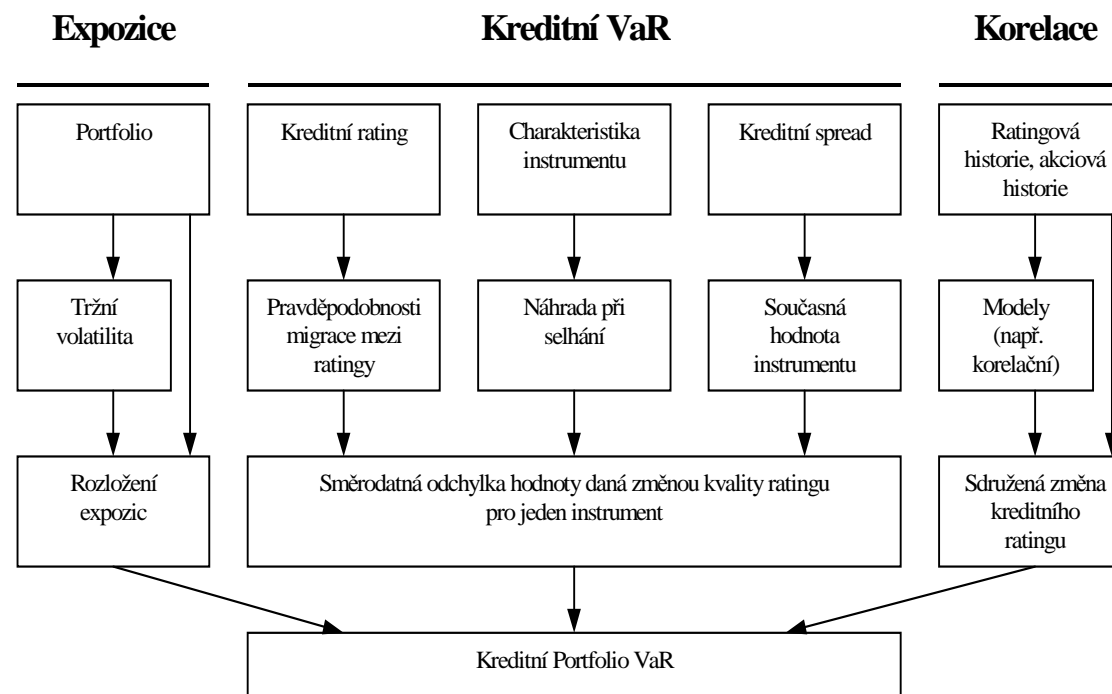 Expozice
Kreditní VaR
Korelace
Portfolio
Kreditní rating
Charakteristika
instrumentu
Kreditní spread
Ratingová
historie, akciová
historie
Tržní
volatilita
Pravděpodobnosti
migrace mezi
ratingy
Náhrada při
selhání
Současná
hodnota
instrumentu
Modely
(např.
korelační)
Rozložení
expozic
Směrodatná odchylka hodnoty daná změnou kvality ratingu
pro jeden instrument
Sdružená změna
kreditního
ratingu
Kreditní Portfolio VaR